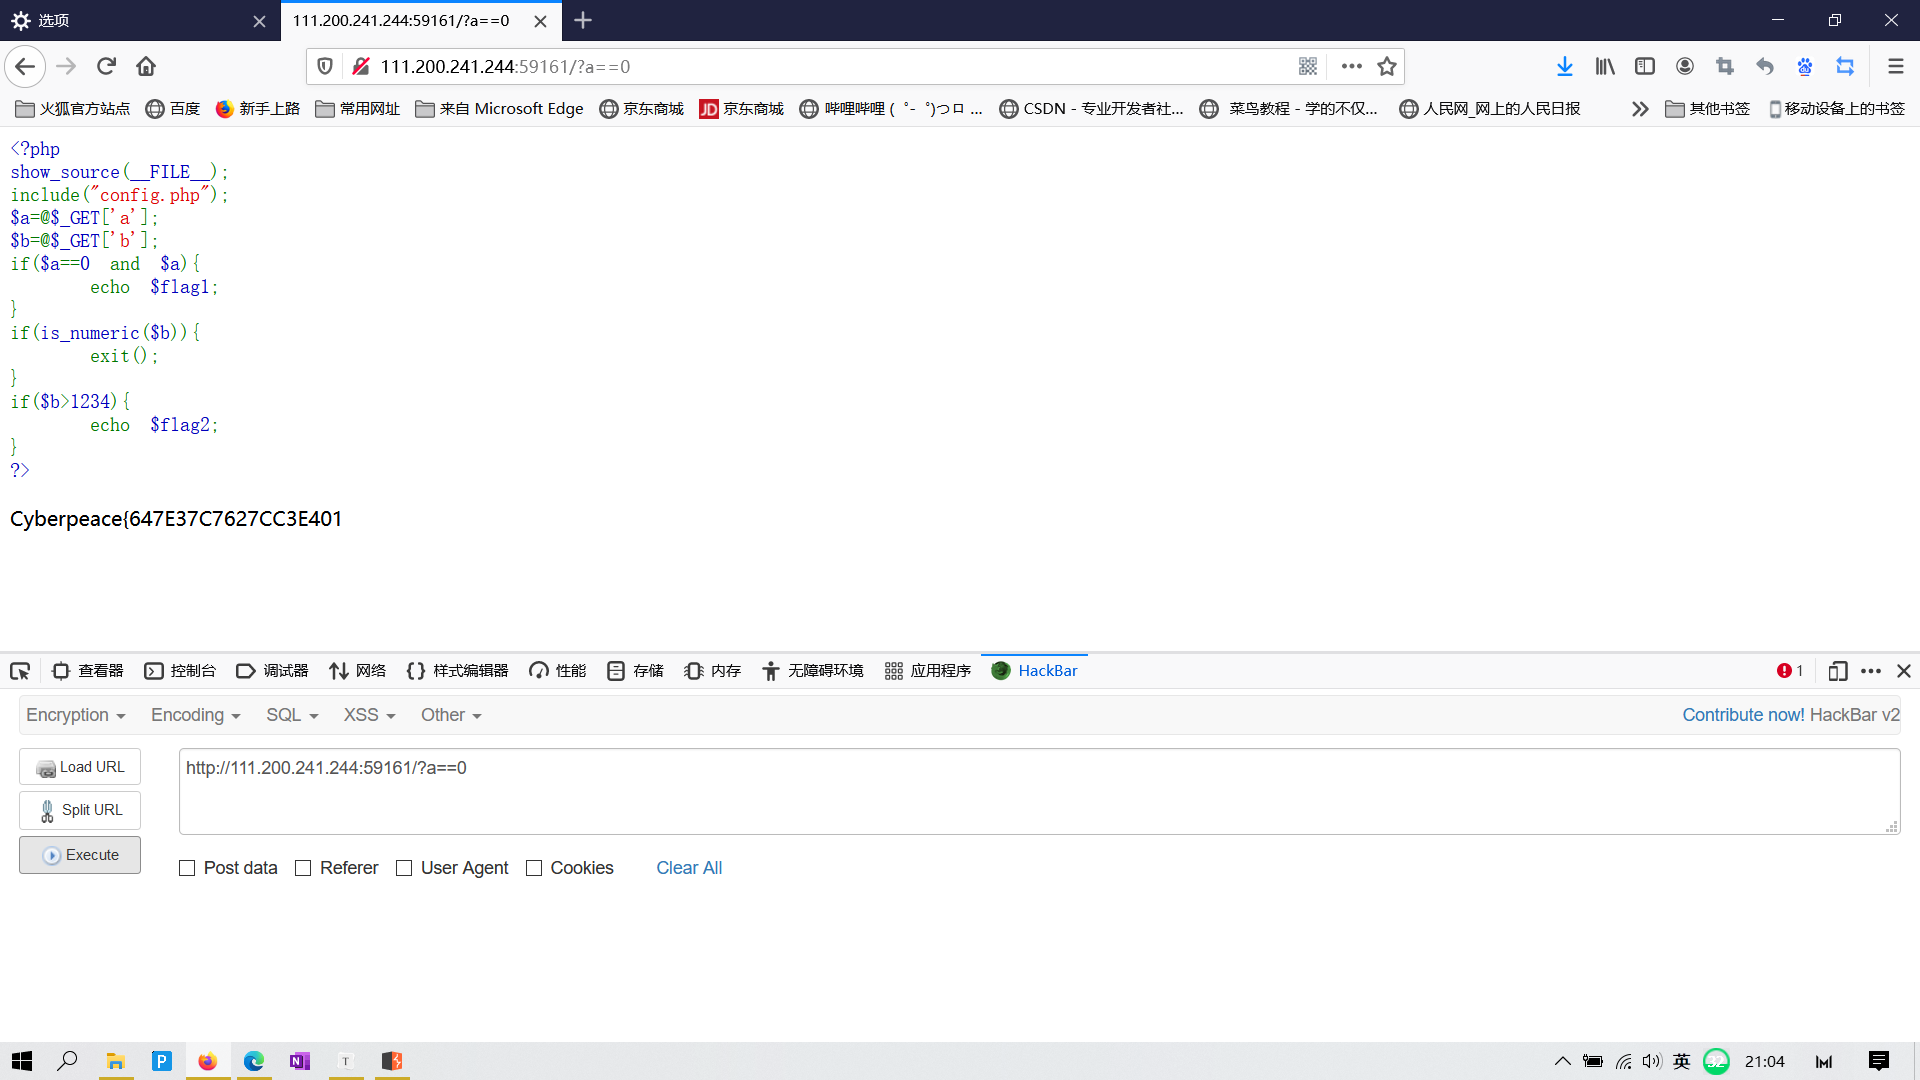 选项
111.200.241.244:59161/?a==0
111.200.241.244:59161/?a==0
火狐官方站点 百度 新手上路 常用网址 来自 Microsoft Edge 京东商城 JD 京东商城 哔哩哔哩 ( ゜- ゜)つロ ... CSDN - 专业开发者社... 菜鸟教程 - 学的不仅... 人民网_网上的人民日报 其他书签 移动设备上的书签
<?php
show_source(__FILE__);
include("config.php");
$a=@$_GET['a'];
$b=@$_GET['b'];
if($a==0 and $a){
echo $flag1;
}
if(is_numeric($b)){
exit();
}
if($b>1234){
echo $flag2;
}
?>
Cyberpeace{647E37C7627CC3E401
查看器 控制台 调试器 网络 {} 样式编辑器 性能 存储 内存 无障碍环境 应用程序 HackBar 1
Encryption Encoding SQL XSS Other Contribute now! HackBar v2
Load URL
http://111.200.241.244:59161/?a==0
Split URL
Execute
Post data Referer User Agent Cookies Clear All
P N T 英 32 21:04